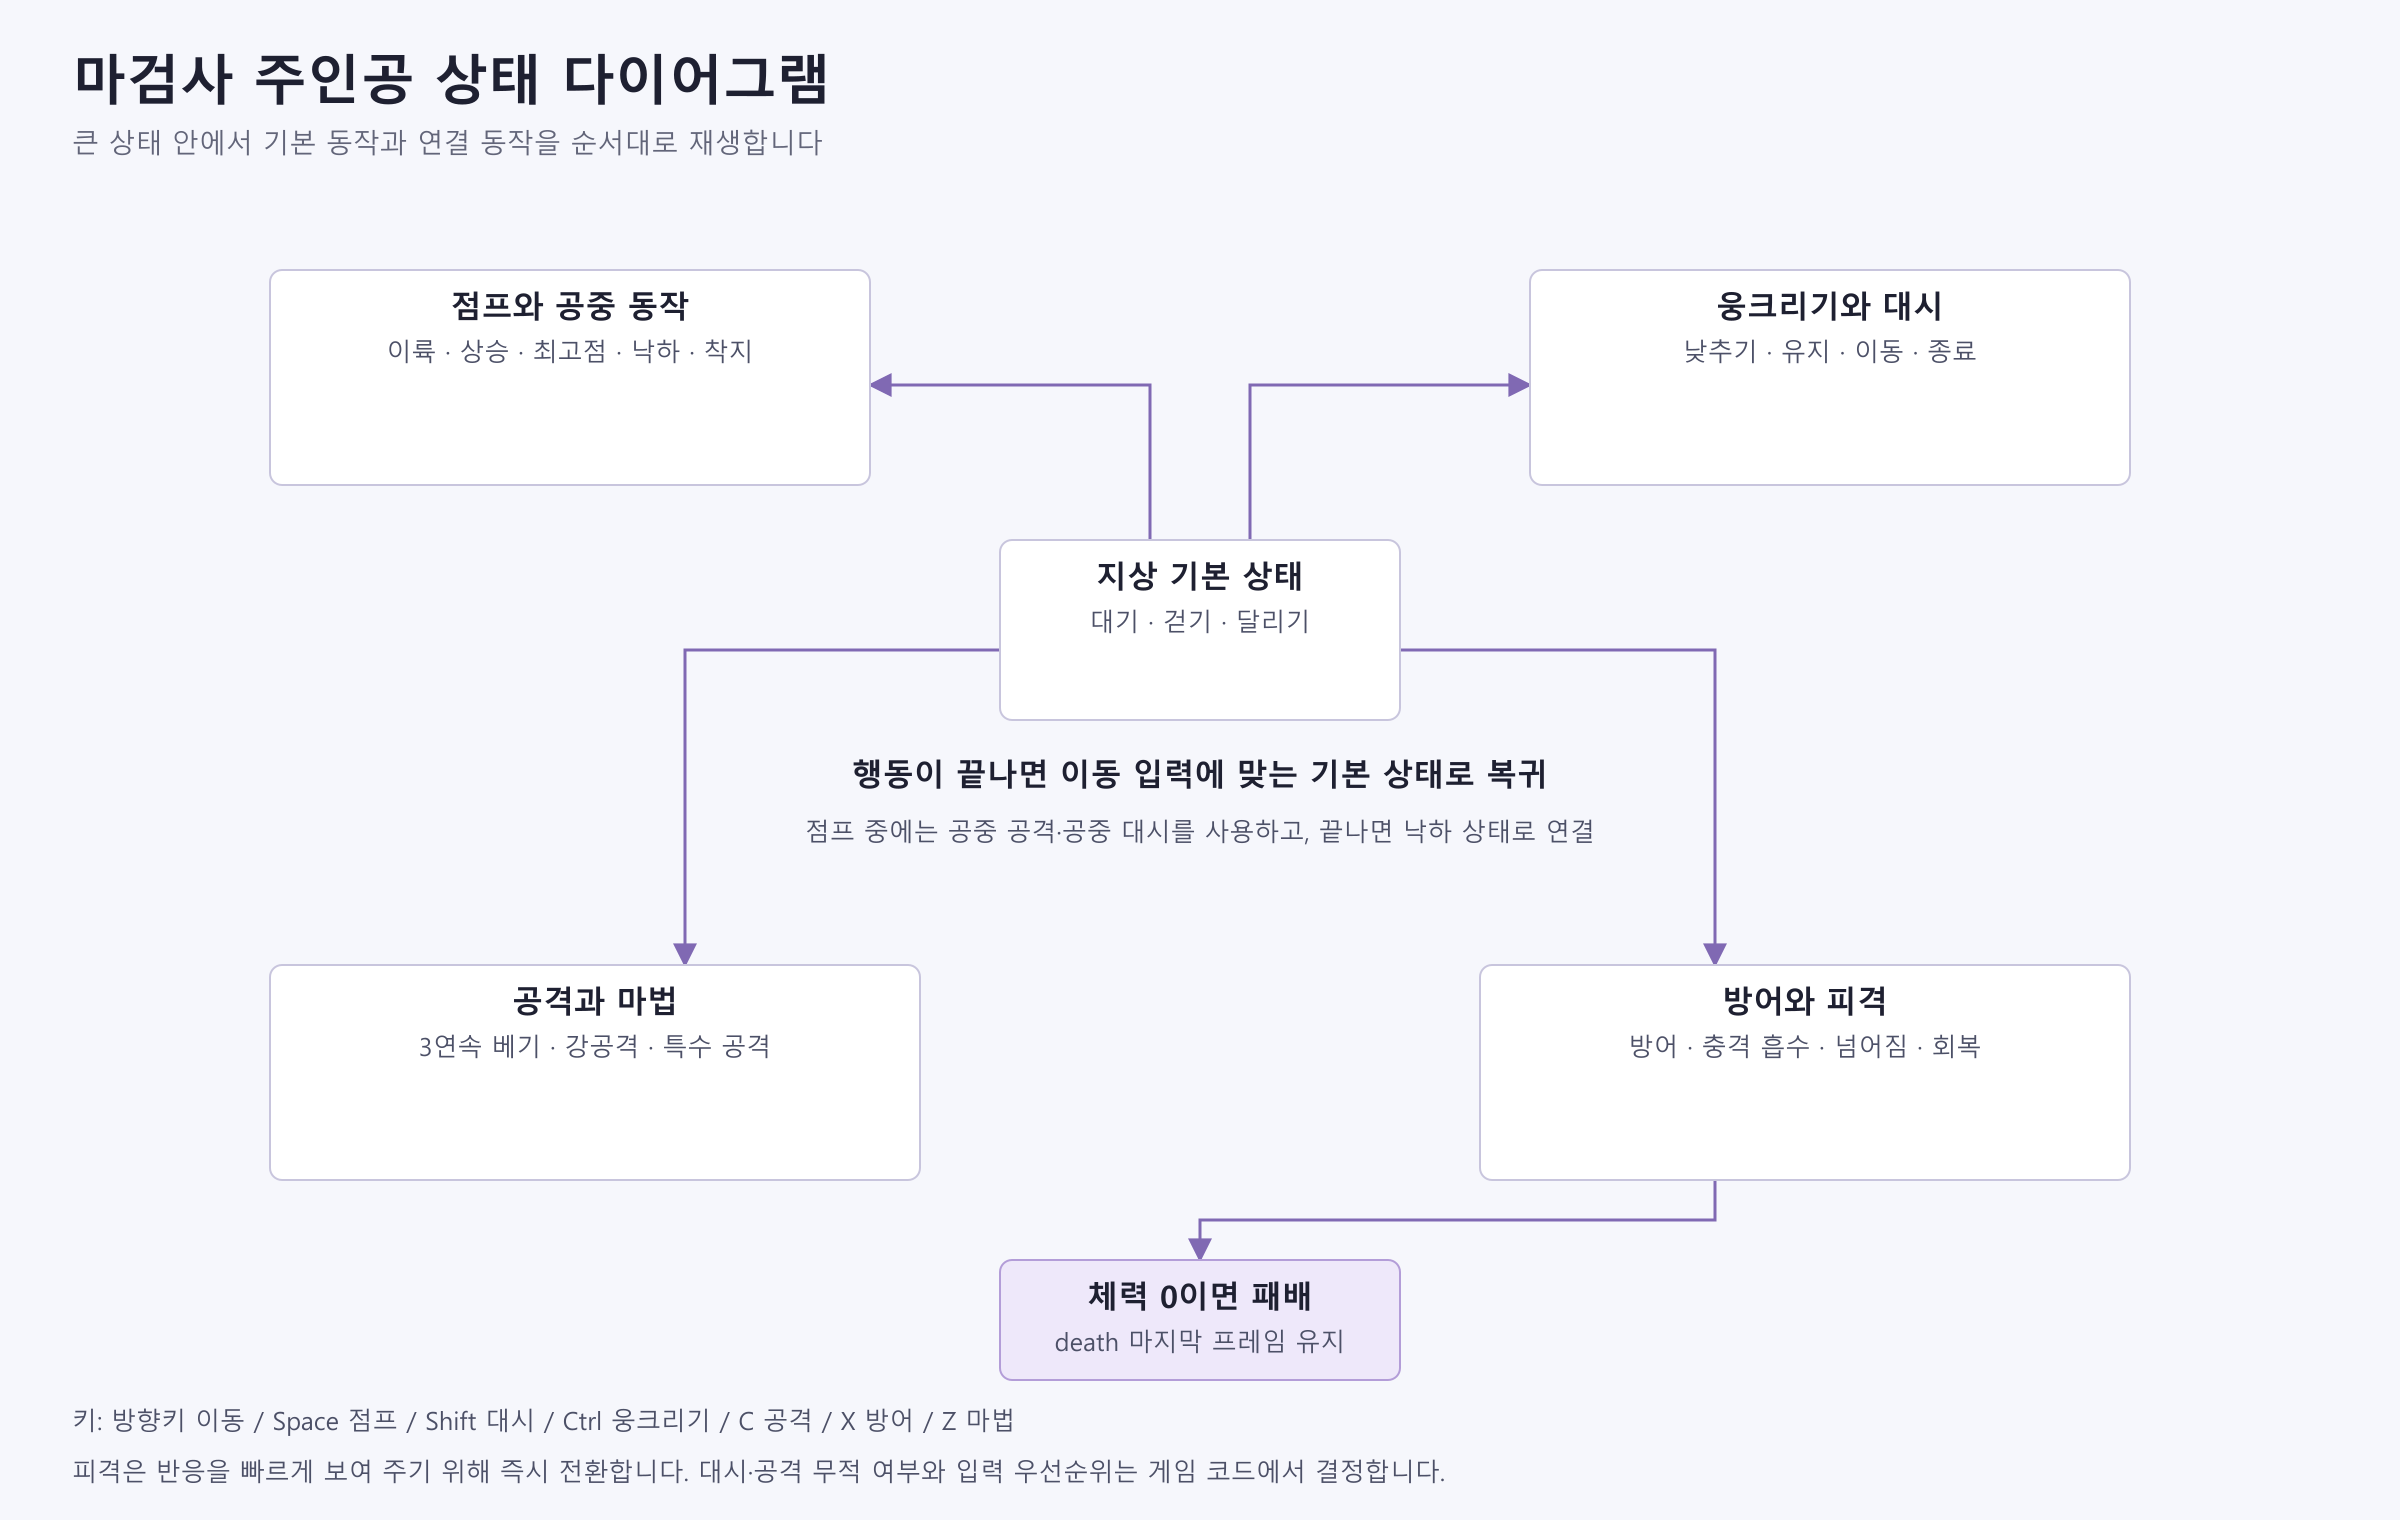 마검사 주인공 상태 다이어그램
큰 상태 안에서 기본 동작과 연결 동작을 순서대로 재생합니다
점프와 공중 동작
이륙 · 상승 · 최고점 · 낙하 · 착지
웅크리기와 대시
낮추기 · 유지 · 이동 · 종료
지상 기본 상태
대기 · 걷기 · 달리기
행동이 끝나면 이동 입력에 맞는 기본 상태로 복귀
점프 중에는 공중 공격·공중 대시를 사용하고, 끝나면 낙하 상태로 연결
공격과 마법
3연속 베기 · 강공격 · 특수 공격
방어와 피격
방어 · 충격 흡수 · 넘어짐 · 회복
체력 0이면 패배
death 마지막 프레임 유지
키: 방향키 이동 / Space 점프 / Shift 대시 / Ctrl 웅크리기 / C 공격 / X 방어 / Z 마법
피격은 반응을 빠르게 보여 주기 위해 즉시 전환합니다. 대시·공격 무적 여부와 입력 우선순위는 게임 코드에서 결정합니다.